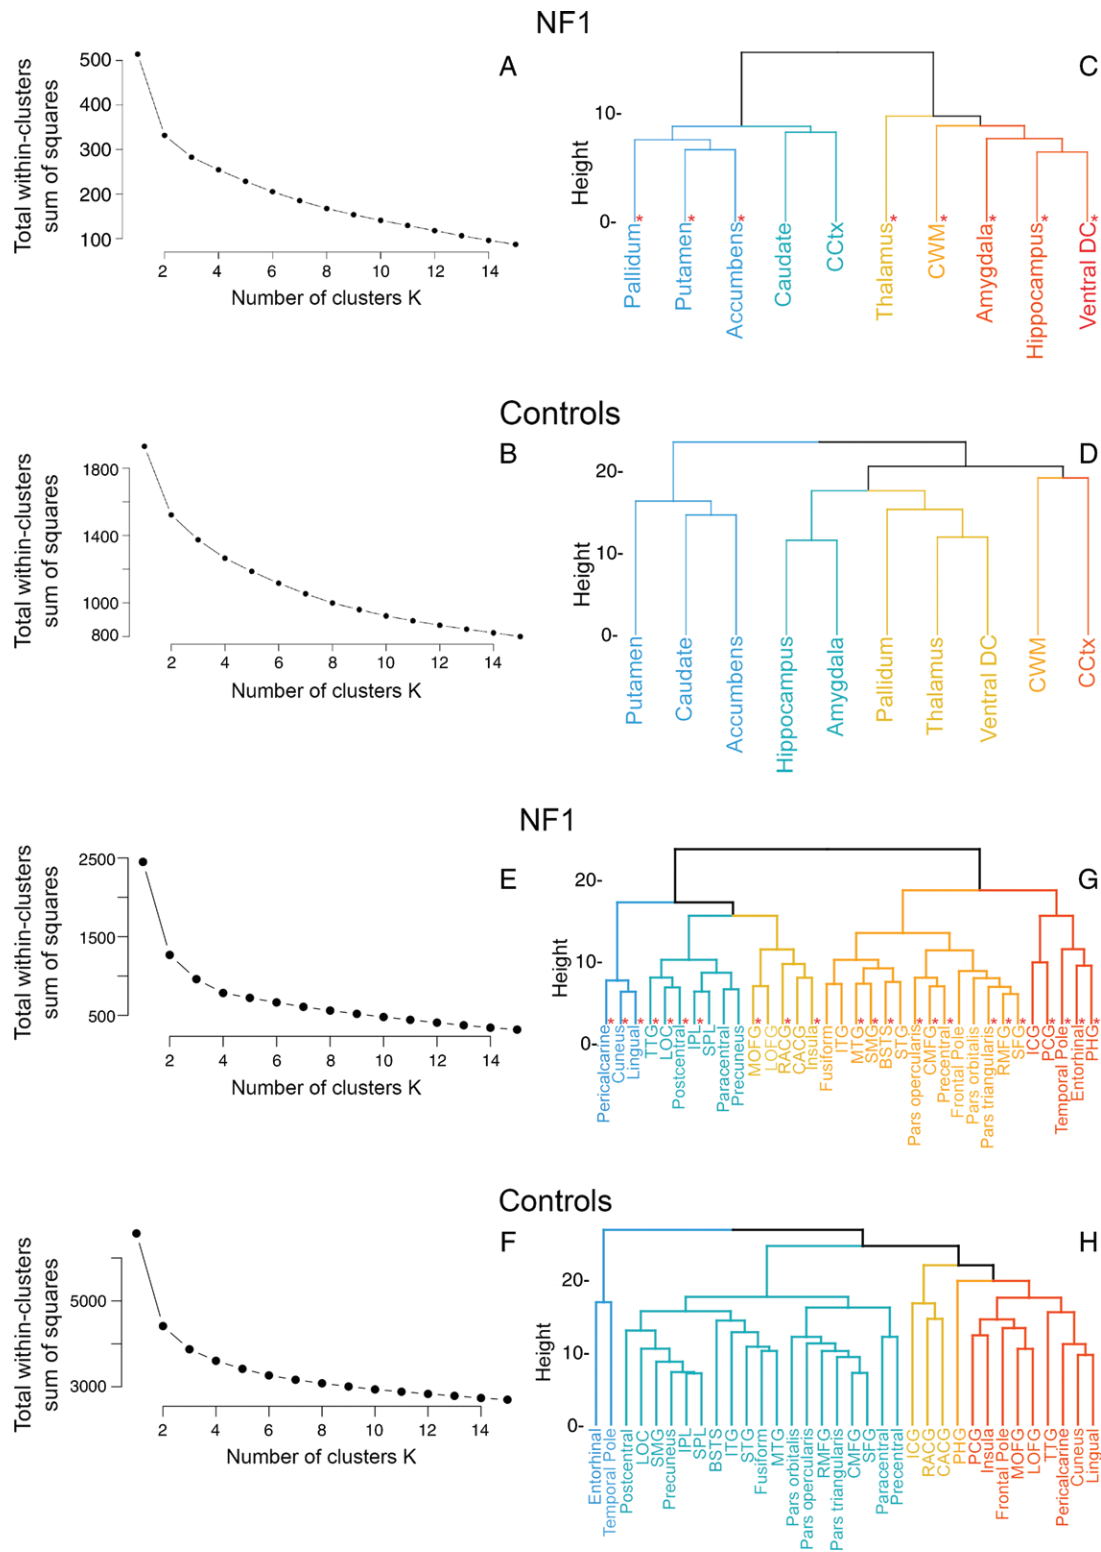 NF1
A
Total within-clusters
sum of squares
500
400
300
200
100
2 4 6 8 10 12 14
Number of clusters K
C
Height
10-
0-
Pallidum*
Putamen*
Accumbens*
Caudate
CCtx
Thalamus*
CWM*
Amygdala*
Hippocampus*
Ventral DC*
Controls
B
Total within-clusters
sum of squares
1800
1400
1000
800
2 4 6 8 10 12 14
Number of clusters K
D
Height
20-
10-
0-
Putamen
Caudate
Accumbens
Hippocampus
Amygdala
Pallidum
Thalamus
Ventral DC
CWM
CCtx
NF1
E
Total within-clusters
sum of squares
2500
1500
500
2 4 6 8 10 12 14
Number of clusters K
G
Height
20-
10-
0-
Pericalcarine*
Cuneus*
Lingual*
TTG*
LOC*
Postcentral*
IPL*
SPL
Paracentral
Precuneus
MOFG*
LOFG
RACG*
CACG
Insula*
Fusiform
ITG
MTG*
SMG*
BSTS*
STG
Pars opercularis*
CMFG*
Precentral*
Frontal Pole
Pars orbitalis
Pars triangularis*
RMFG*
SFG*
ICG
PCG*
Temporal Pole*
Entorhinal*
PHG*
Controls
F
Total within-clusters
sum of squares
5000
3000
2 4 6 8 10 12 14
Number of clusters K
H
Height
20-
10-
0-
Entorhinal
Temporal Pole
Postcentral
LOC
SMG
Precuneus
IPL
SPL
BSTS
ITG
STG
Fusiform
MTG
Pars orbitalis
Pars opercularis
RMFG
Pars triangularis
CMFG
SFG
Paracentral
Precentral
ICG
RACG
CACG
PHG
PCG
Insula
Frontal Pole
MOFG
LOFG
TTG
Pericalcarine
Cuneus
Lingual